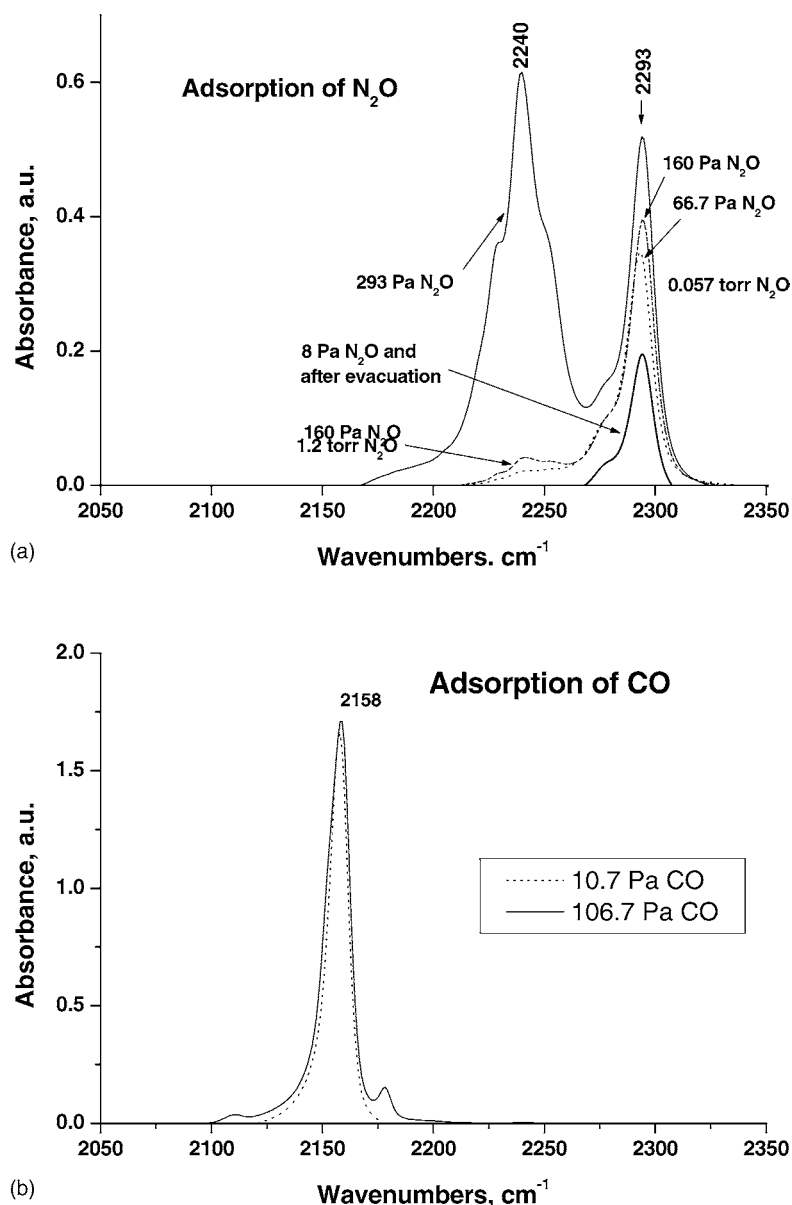 2240
2293
Adsorption of N₂O
0.6
0.4
0.2
0.0
Absorbance, a.u.
160 Pa N₂O
66.7 Pa N₂O
293 Pa N₂O
0.057 torr N₂O
8 Pa N₂O and
after evacuation
160 Pa N₂O
1.2 torr N₂O
2050 2100 2150 2200 2250 2300 2350
(a)
Wavenumbers. cm⁻¹
2.0
1.5
1.0
0.5
0.0
Absorbance, a.u.
Adsorption of CO
2158
10.7 Pa CO
106.7 Pa CO
2050 2100 2150 2200 2250 2300 2350
(b)
Wavenumbers, cm⁻¹